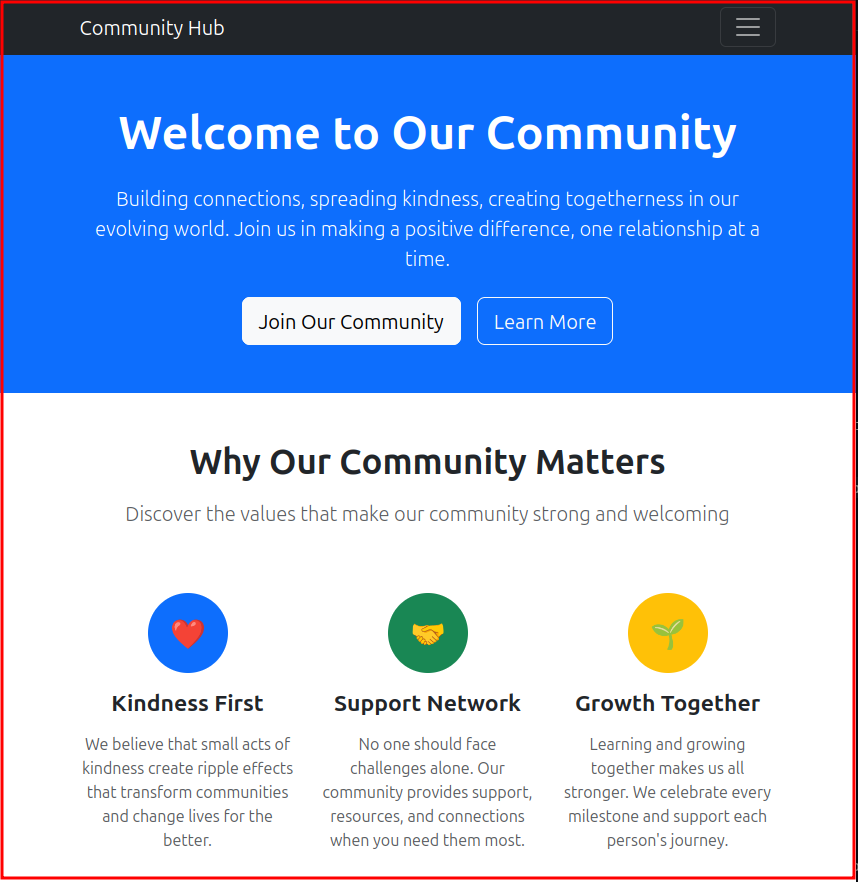 Community Hub
Welcome to Our Community
Building connections, spreading kindness, creating togetherness in our
evolving world. Join us in making a positive difference, one relationship at a
time.
Join Our Community
Learn More
Why Our Community Matters
Discover the values that make our community strong and welcoming
Kindness First
We believe that small acts of
kindness create ripple effects
that transform communities
and change lives for the
better.
Support Network
No one should face
challenges alone. Our
community provides support,
resources, and connections
when you need them most.
Growth Together
Learning and growing
together makes us all
stronger. We celebrate every
milestone and support each
person's journey.